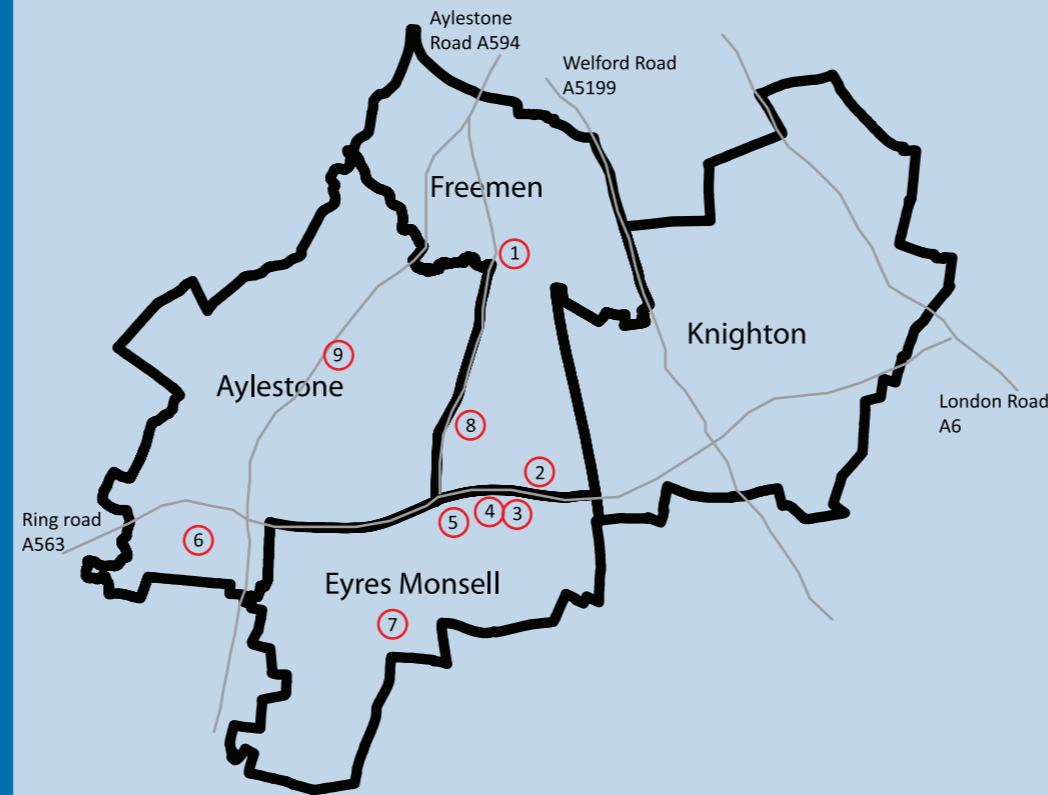 Aylestone
Road A594
Welford Road
A5199
Freemen
1
Knighton
9
Aylestone
8
London Road
A6
2
4
3
5
Ring road
A563
6
Eyres Monsell
7